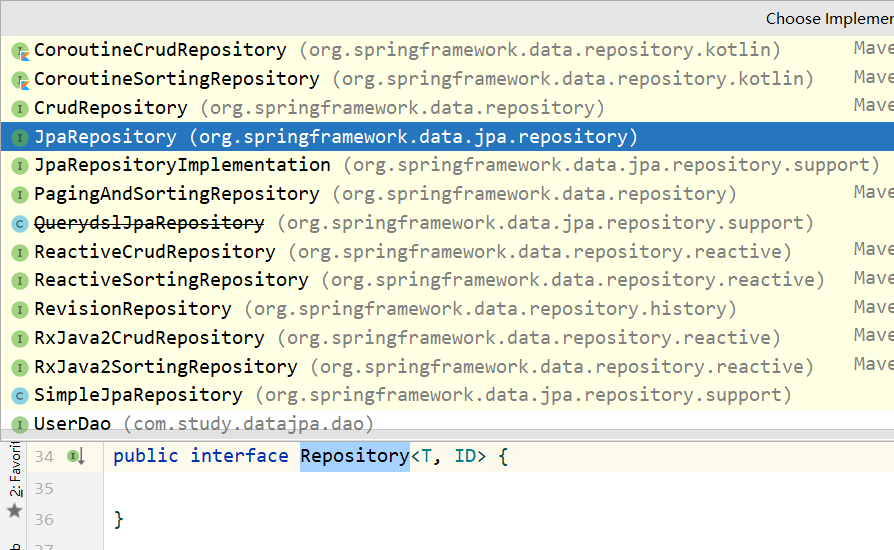 Choose Implemen
CoroutineCrudRepository (org.springframework.data.repository.kotlin) Mave
CoroutineSortingRepository (org.springframework.data.repository.kotlin) Mave
CrudRepository (org.springframework.data.repository) Mave
JpaRepository (org.springframework.data.jpa.repository)
JpaRepositoryImplementation (org.springframework.data.jpa.repository.support)
PagingAndSortingRepository (org.springframework.data.repository) Mave
QuerydslJpaRepository (org.springframework.data.jpa.repository.support)
ReactiveCrudRepository (org.springframework.data.repository.reactive) Mave
ReactiveSortingRepository (org.springframework.data.repository.reactive) Mave
RevisionRepository (org.springframework.data.repository.history) Mave
RxJava2CrudRepository (org.springframework.data.repository.reactive) Mave
RxJava2SortingRepository (org.springframework.data.repository.reactive) Mave
SimpleJpaRepository (org.springframework.data.jpa.repository.support)
UserDao (com.study.datajpa.dao)
2: Favorit
34 public interface Repository<T, ID> {
35
36 }
37